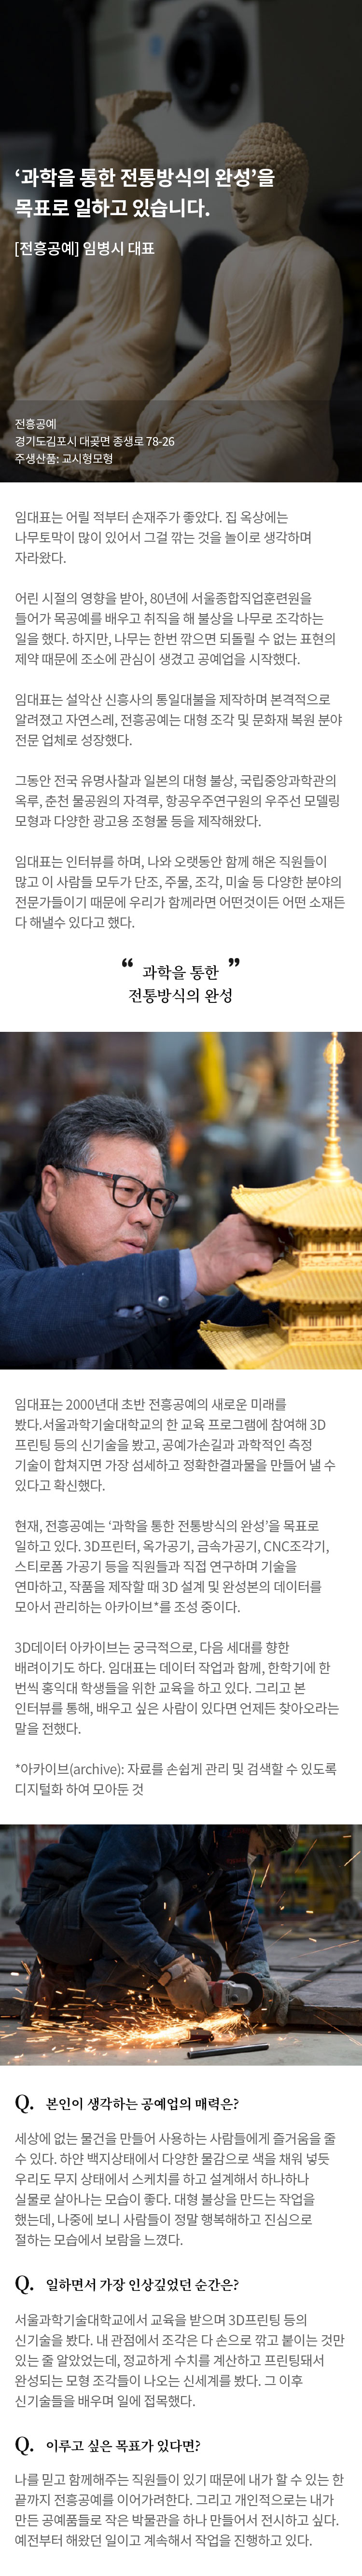 ‘과학을 통한 전통방식의 완성’을
목표로 일하고 있습니다.
[전흥공예] 임병시 대표
전흥공예
경기도김포시 대곶면 종생로 78-26
주생산품: 교시형모형
임대표는 어릴 적부터 손재주가 좋았다. 집 옥상에는
나무토막이 많이 있어서 그걸 깎는 것을 놀이로 생각하며
자라왔다.
어린 시절의 영향을 받아, 80년에 서울종합직업훈련원을
들어가 목공예를 배우고 취직을 해 불상을 나무로 조각하는
일을 했다. 하지만, 나무는 한번 깎으면 되돌릴 수 없는 표현의
제약 때문에 조소에 관심이 생겼고 공예업을 시작했다.
임대표는 설악산 신흥사의 통일대불을 제작하며 본격적으로
알려졌고 자연스레, 전흥공예는 대형 조각 및 문화재 복원 분야
전문 업체로 성장했다.
그동안 전국 유명사찰과 일본의 대형 불상, 국립중앙과학관의
옥루, 춘천 물공원의 자격루, 항공우주연구원의 우주선 모델링
모형과 다양한 광고용 조형물 등을 제작해왔다.
임대표는 인터뷰를 하며, 나와 오랫동안 함께 해온 직원들이
많고 이 사람들 모두가 단조, 주물, 조각, 미술 등 다양한 분야의
전문가들이기 때문에 우리가 함께라면 어떤것이든 어떤 소재든
다 해낼수 있다고 했다.
“ 과학을 통한 ”
전통방식의 완성
임대표는 2000년대 초반 전흥공예의 새로운 미래를
봤다.서울과학기술대학교의 한 교육 프로그램에 참여해 3D
프린팅 등의 신기술을 봤고, 공예가손길과 과학적인 측정
기술이 합쳐지면 가장 섬세하고 정확한결과물을 만들어 낼 수
있다고 확신했다.
현재, 전흥공예는 ‘과학을 통한 전통방식의 완성’을 목표로
일하고 있다. 3D프린터, 옥가공기, 금속가공기, CNC조각기,
스티로폼 가공기 등을 직원들과 직접 연구하며 기술을
연마하고, 작품을 제작할 때 3D 설계 및 완성본의 데이터를
모아서 관리하는 아카이브*를 조성 중이다.
3D데이터 아카이브는 궁극적으로, 다음 세대를 향한
배려이기도 하다. 임대표는 데이터 작업과 함께, 한학기에 한
번씩 홍익대 학생들을 위한 교육을 하고 있다. 그리고 본
인터뷰를 통해, 배우고 싶은 사람이 있다면 언제든 찾아오라는
말을 전했다.
*아카이브(archive): 자료를 손쉽게 관리 및 검색할 수 있도록
디지털화 하여 모아둔 것
Q. 본인이 생각하는 공예업의 매력은?
세상에 없는 물건을 만들어 사용하는 사람들에게 즐거움을 줄
수 있다. 하얀 백지상태에서 다양한 물감으로 색을 채워 넣듯
우리도 무지 상태에서 스케치를 하고 설계해서 하나하나
실물로 살아나는 모습이 좋다. 대형 불상을 만드는 작업을
했는데, 나중에 보니 사람들이 정말 행복해하고 진심으로
절하는 모습에서 보람을 느꼈다.
Q. 일하면서 가장 인상깊었던 순간은?
서울과학기술대학교에서 교육을 받으며 3D프린팅 등의
신기술을 봤다. 내 관점에서 조각은 다 손으로 깎고 붙이는 것만
있는 줄 알았었는데, 정교하게 수치를 계산하고 프린팅돼서
완성되는 모형 조각들이 나오는 신세계를 봤다. 그 이후
신기술들을 배우며 일에 접목했다.
Q. 이루고 싶은 목표가 있다면?
나를 믿고 함께해주는 직원들이 있기 때문에 내가 할 수 있는 한
끝까지 전흥공예를 이어가려한다. 그리고 개인적으로는 내가
만든 공예품들로 작은 박물관을 하나 만들어서 전시하고 싶다.
예전부터 해왔던 일이고 계속해서 작업을 진행하고 있다.